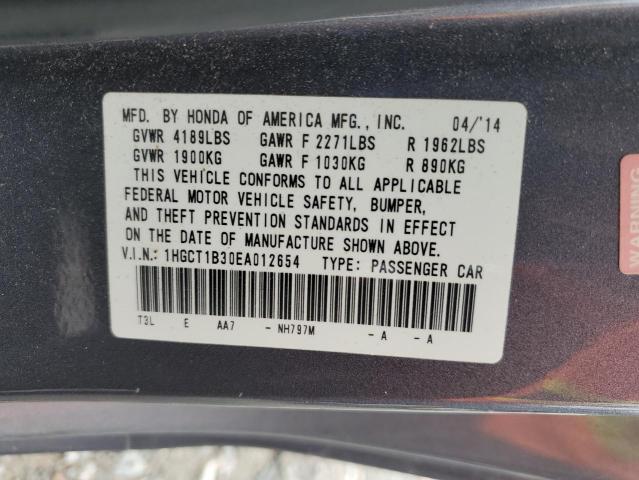 MFD. BY HONDA OF AMERICA MFG., INC. 04/'14
GVWR 4189LBS GAWR F 2271LBS R 1962LBS
GVWR 1900KG GAWR F 1030KG R 890KG
THIS VEHICLE CONFORMS TO ALL APPLICABLE
FEDERAL MOTOR VEHICLE SAFETY, BUMPER,
AND THEFT PREVENTION STANDARDS IN EFFECT
ON THE DATE OF MANUFACTURE SHOWN ABOVE.
V.I.N.: 1HGCT1B30EA012654 TYPE: PASSENGER CAR
T3L E AA7 - NH797M - A - A
WARNING